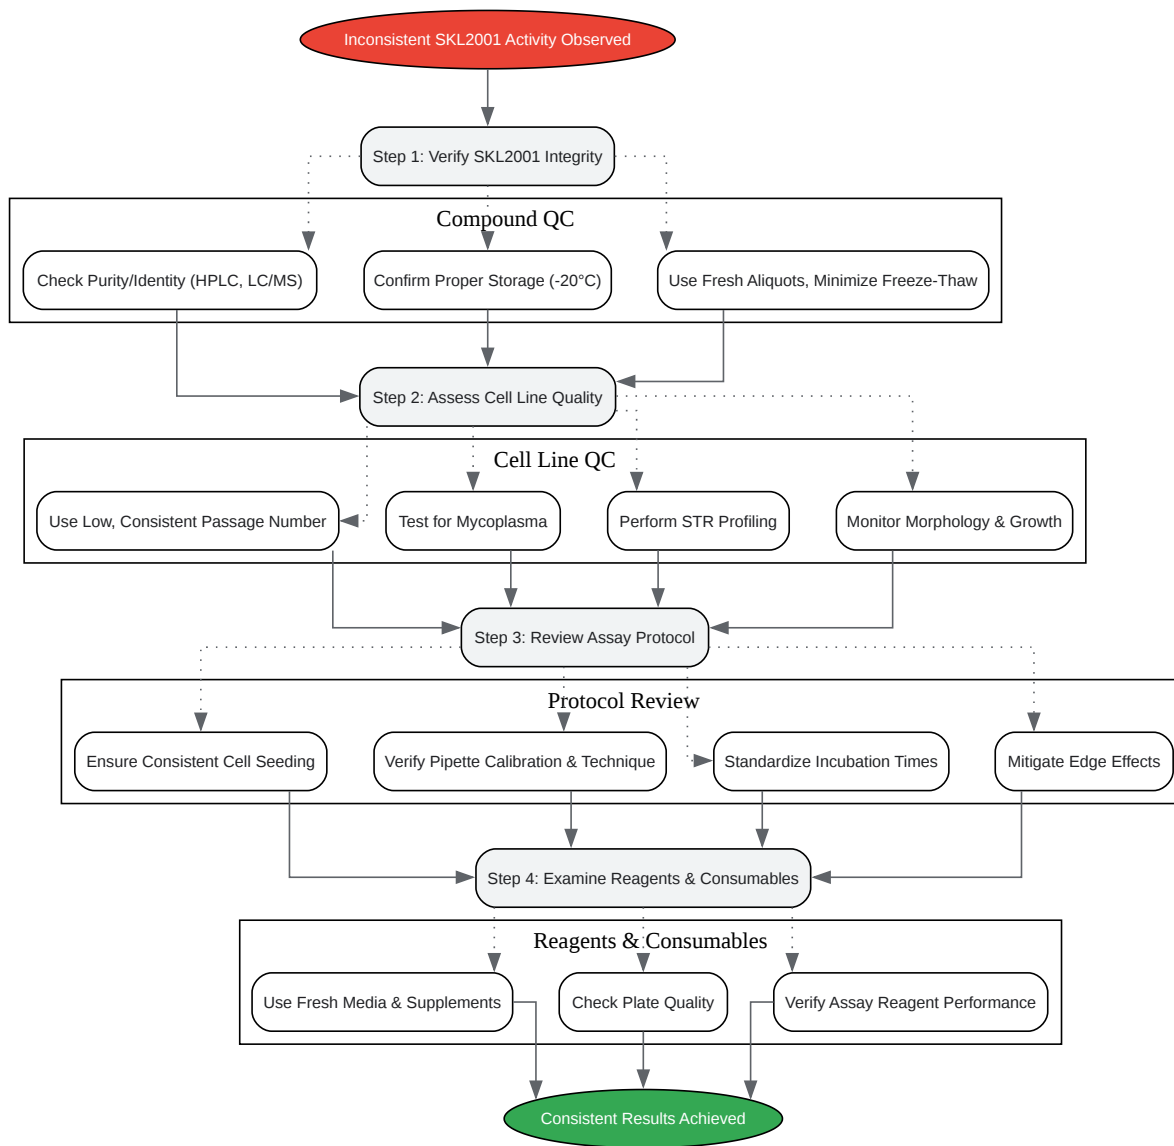 Inconsistent SKL2001 Activity Observed
Step 1: Verify SKL2001 Integrity
Compound QC
Check Purity/Identity (HPLC, LC/MS)
Confirm Proper Storage (-20°C)
Use Fresh Aliquots, Minimize Freeze-Thaw
Step 2: Assess Cell Line Quality
Cell Line QC
Use Low, Consistent Passage Number
Test for Mycoplasma
Perform STR Profiling
Monitor Morphology & Growth
Step 3: Review Assay Protocol
Protocol Review
Ensure Consistent Cell Seeding
Verify Pipette Calibration & Technique
Standardize Incubation Times
Mitigate Edge Effects
Step 4: Examine Reagents & Consumables
Reagents & Consumables
Use Fresh Media & Supplements
Check Plate Quality
Verify Assay Reagent Performance
Consistent Results Achieved